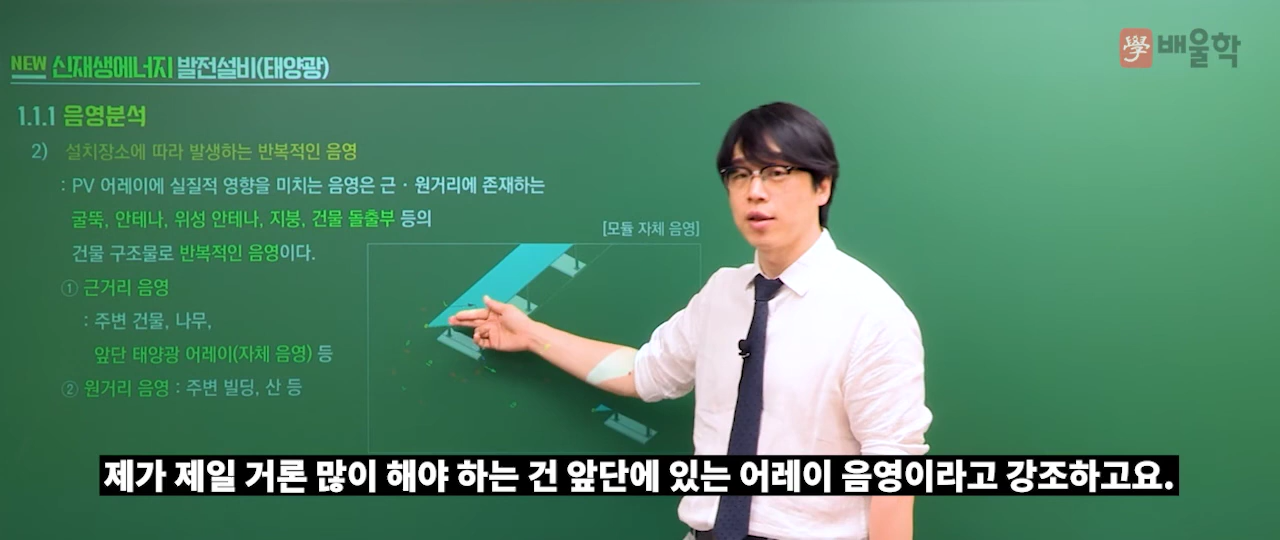 學 배울학
NEW 신재생에너지 발전설비(태양광)
1.1.1 음영분석
2) 설치장소에 따라 발생하는 반복적인 음영
: PV 어레이에 실질적 영향을 미치는 음영은 근 · 원거리에 존재하는
굴뚝, 안테나, 위성 안테나, 지붕, 건물 돌출부 등의
건물 구조물로 반복적인 음영이다.
[모듈 자체 음영]
① 근거리 음영
: 주변 건물, 나무,
앞단 태양광 어레이(자체 음영) 등
② 원거리 음영 : 주변 빌딩, 산 등
제가 제일 거론 많이 해야 하는 건 앞단에 있는 어레이 음영이라고 강조하고요.